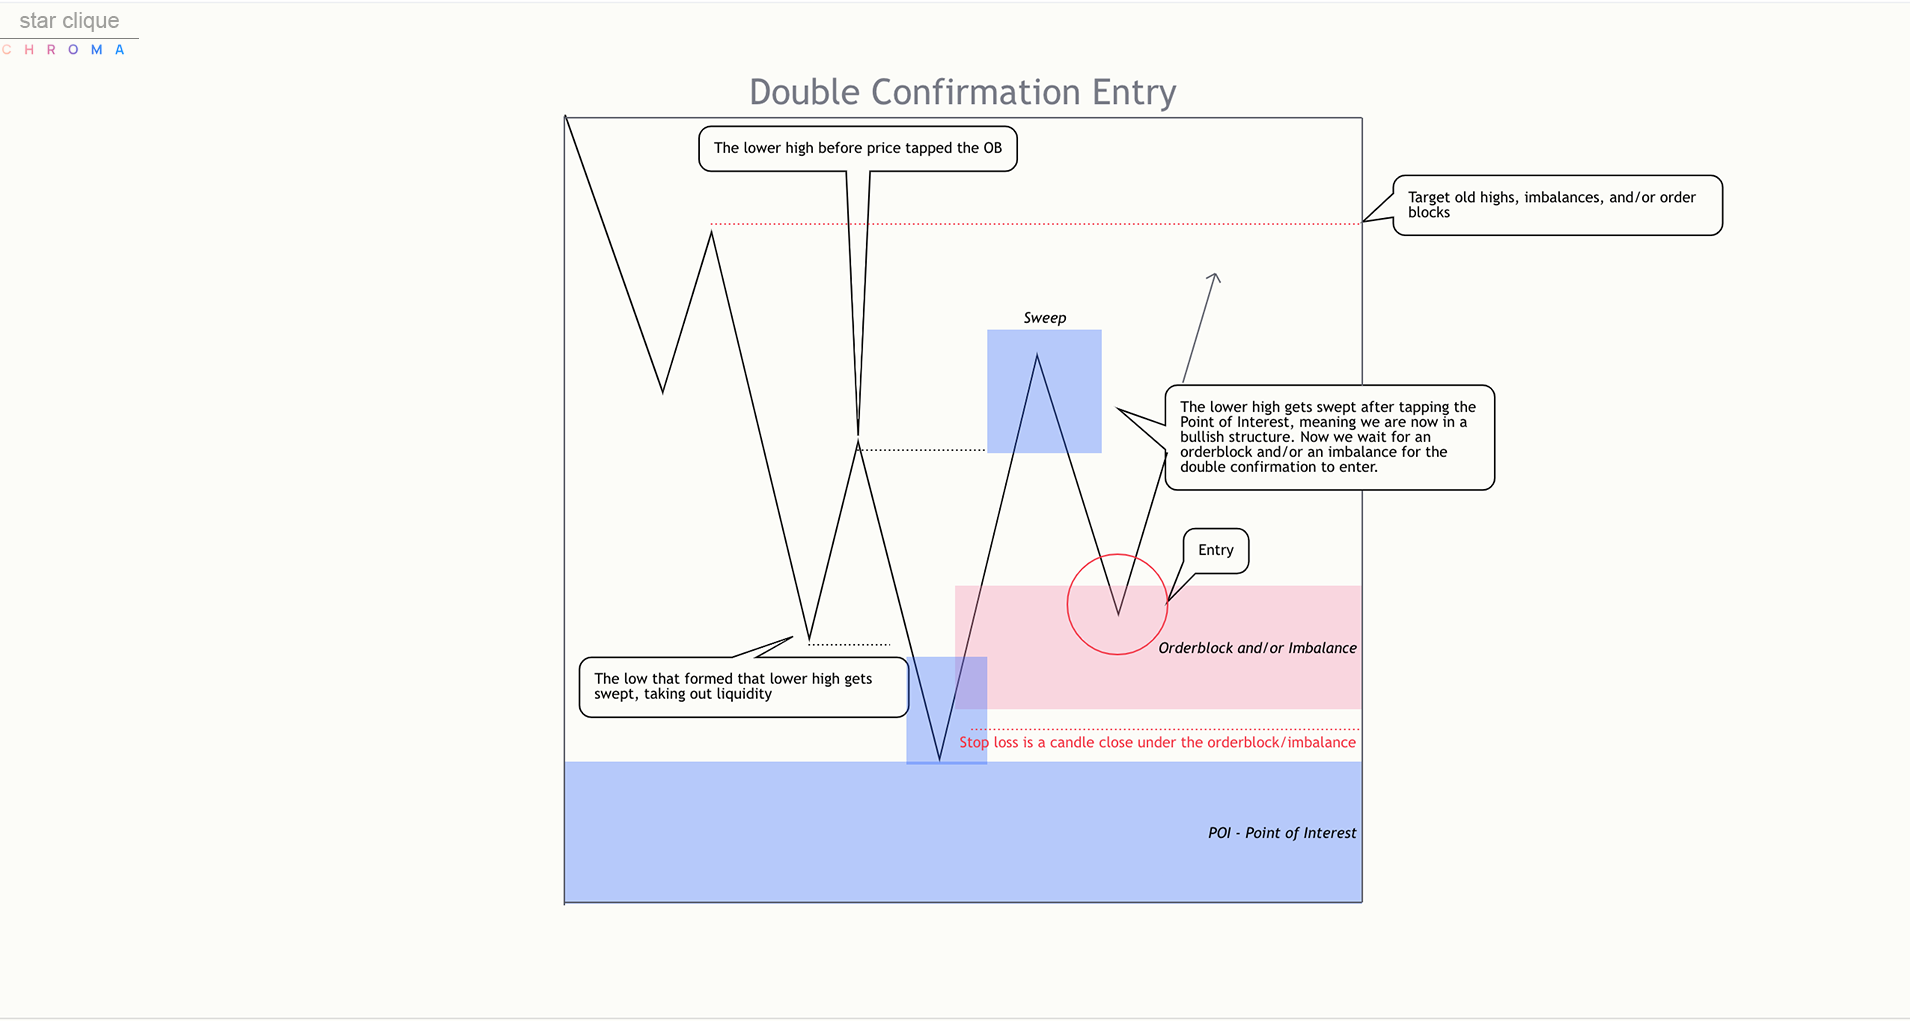 star clique
C H R O M A
Double Confirmation Entry
The lower high before price tapped the OB
Target old highs, imbalances, and/or order
blocks
Sweep
The lower high gets swept after tapping the
Point of Interest, meaning we are now in a
bullish structure. Now we wait for an
orderblock and/or an imbalance for the
double confirmation to enter.
Entry
Orderblock and/or Imbalance
The low that formed that lower high gets
swept, taking out liquidity
Stop loss is a candle close under the orderblock/imbalance
POI - Point of Interest